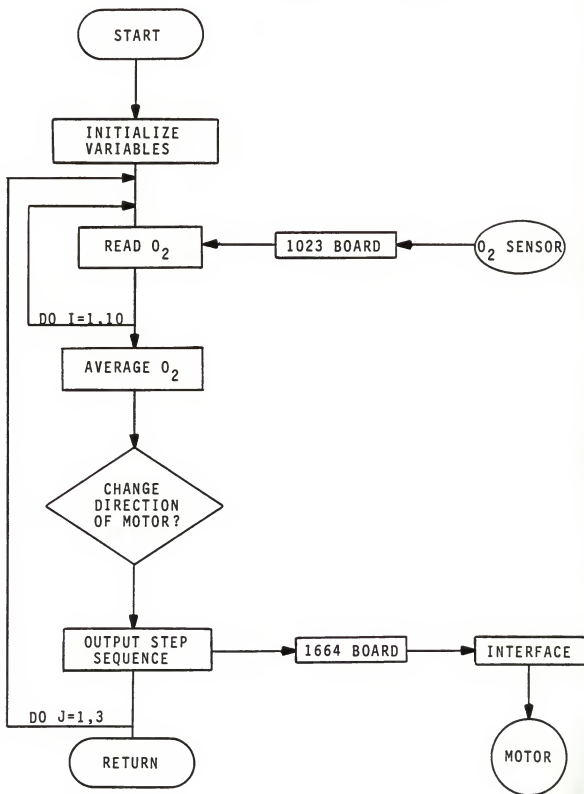 START
INITIALIZE
VARIABLES
READ O₂
1023 BOARD
O₂ SENSOR
DO I=1,10
AVERAGE O₂
CHANGE
DIRECTION
OF MOTOR?
OUTPUT STEP
SEQUENCE
1664 BOARD
INTERFACE
DO J=1,3
RETURN
MOTOR